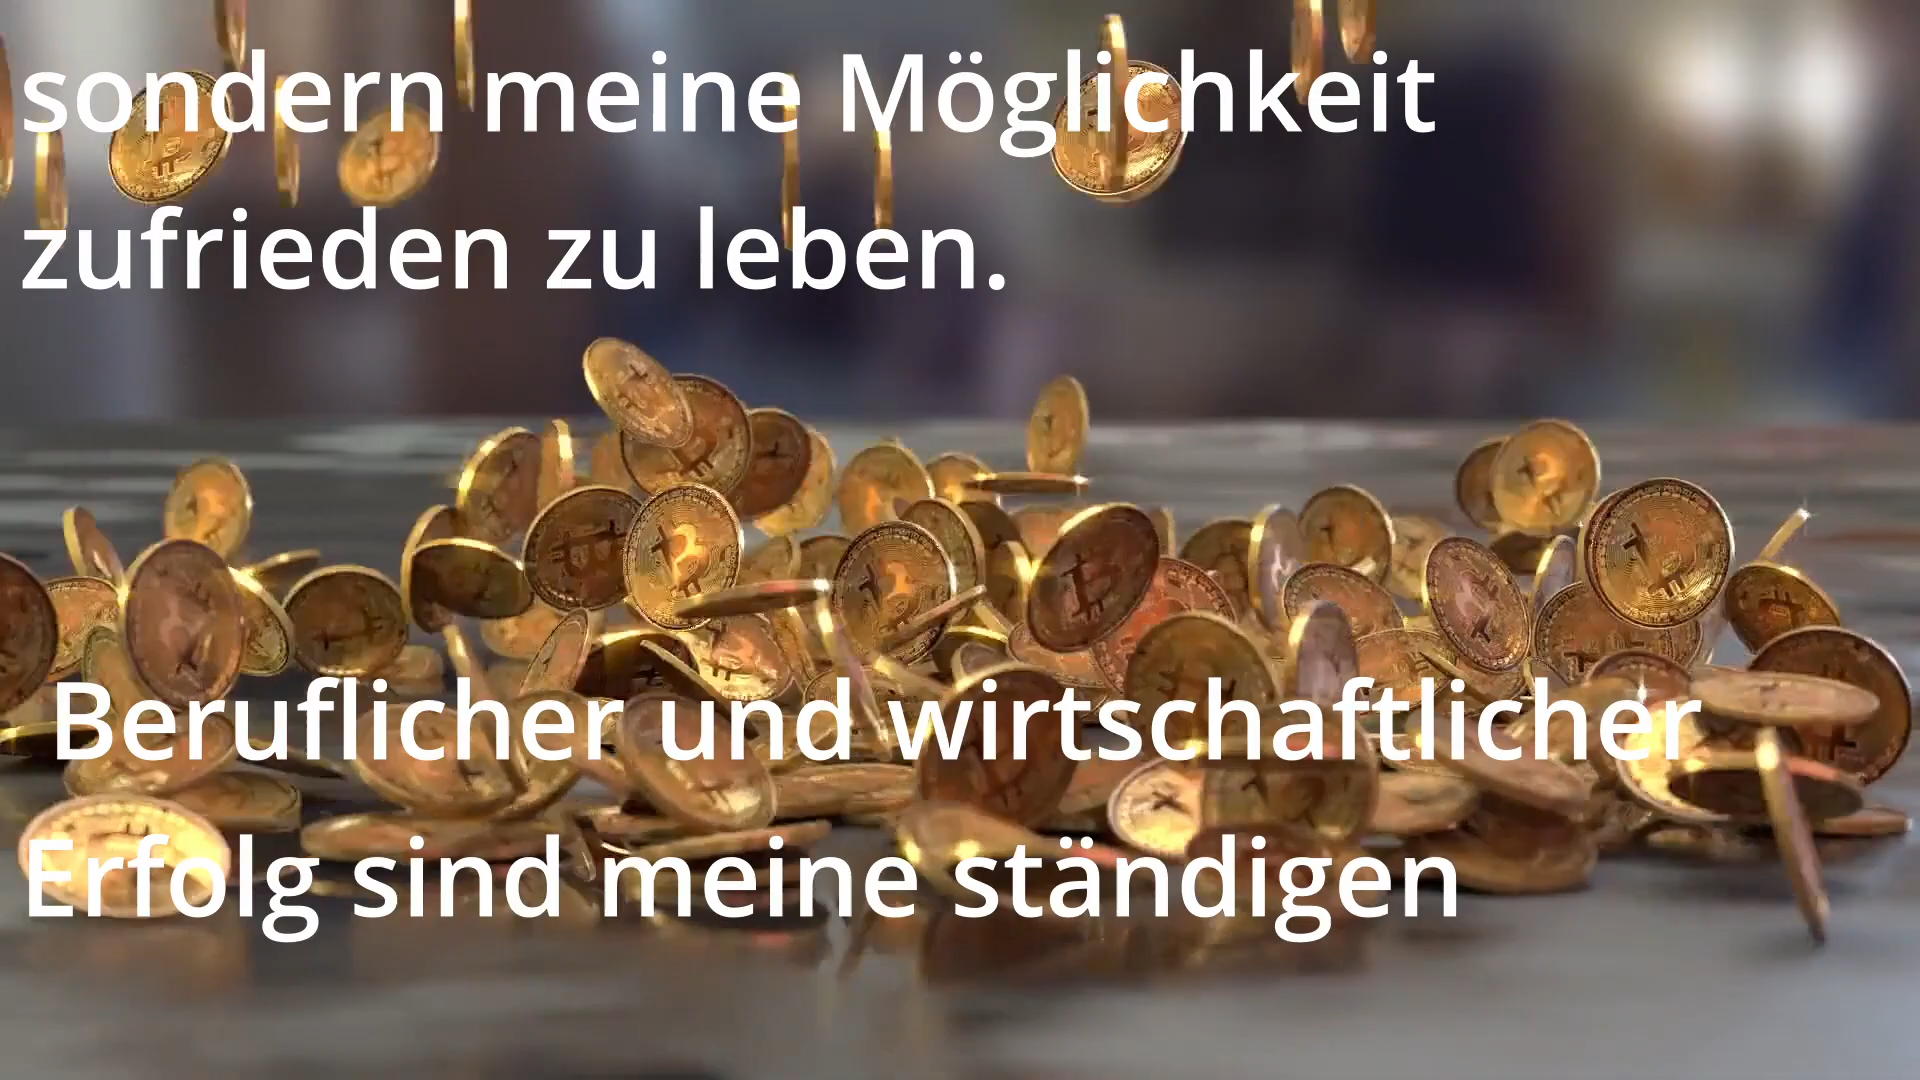 sondern meine Möglichkeit
zufrieden zu leben.
Beruflicher und wirtschaftlicher
Erfolg sind meine ständigen